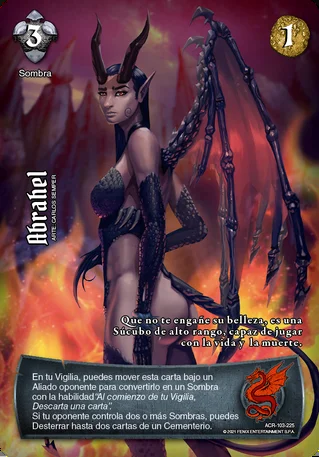 3
1
Sombra
Abrahel
ARTE: CARLOS SEMPER
Que no te engañe su belleza, es una
Súcubo de alto rango, capaz de jugar
con la vida y la muerte.
En tu Vigilia, puedes mover esta carta bajo un
Aliado oponente para convertirlo en un Sombra
con la habilidad"Al comienzo de tu Vigilia,
Descarta una carta".
Si tu oponente controla dos o más Sombras, puedes
Desterrar hasta dos cartas de un Cementerio.
ACR-103-225
© 2021 FENIX ENTERTAINMENT S.P.A.